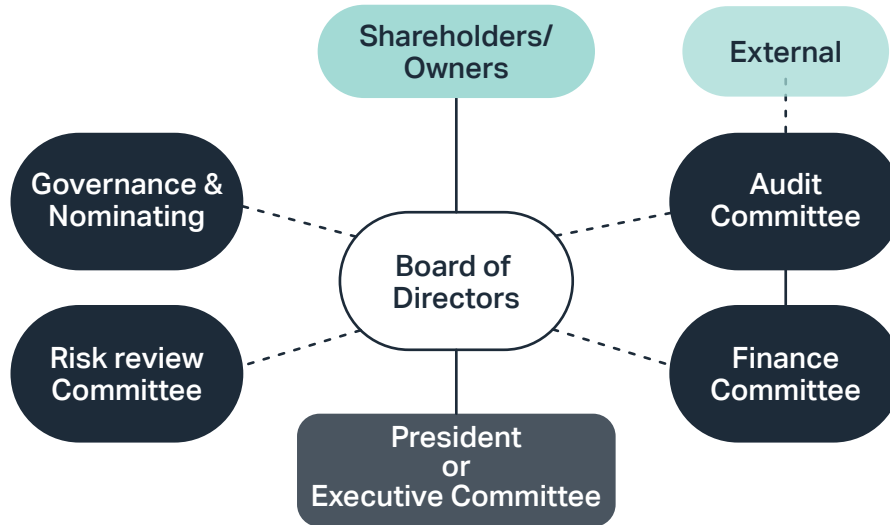 Shareholders/
Owners
External
Governance &
Nominating
Audit
Committee
Board of
Directors
Risk review
Committee
Finance
Committee
President
or
Executive Committee